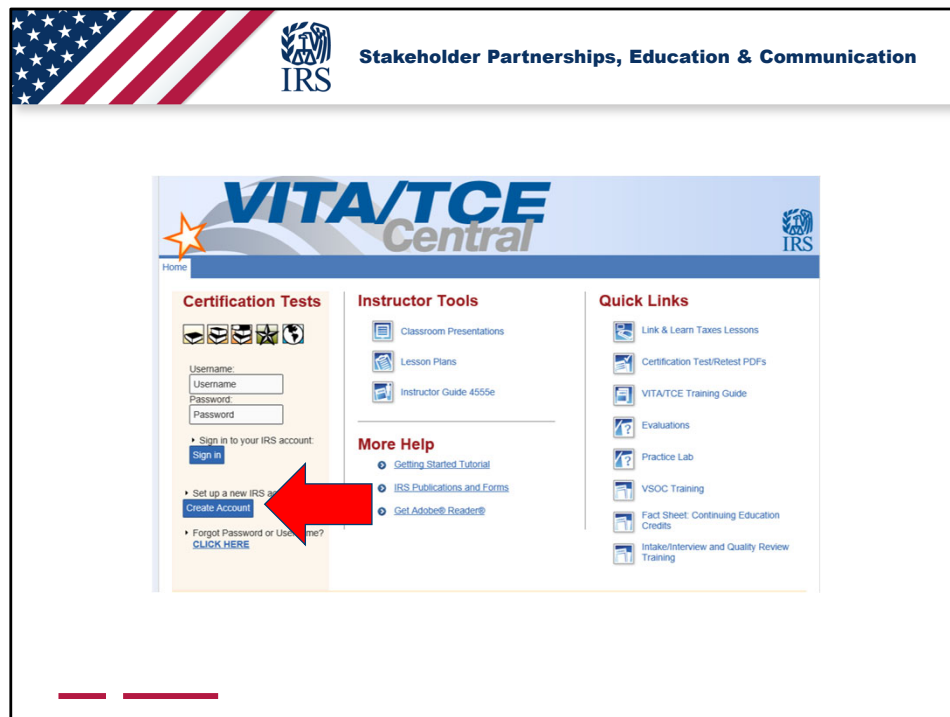 IRS
Stakeholder Partnerships, Education & Communication
VITA/TCE
Central
IRS
Home
Certification Tests
Username:
Username
Password:
Password
Sign in to your IRS account:
Sign in
Set up a new IRS
Create Account
Forgot Password or
CLICK HERE
Instructor Tools
Classroom Presentations
Lesson Plans
Instructor Guide 4555e
More Help
Getting Started Tutorial
IRS Publications and Forms
Get Adobe® Reader®
Quick Links
Link & Learn Taxes Lessons
Certification Test/Retest PDFs
VITA/TCE Training Guide
Evaluations
Practice Lab
VSOC Training
Fact Sheet: Continuing Education
Credits
Intake/Interview and Quality Review
Training